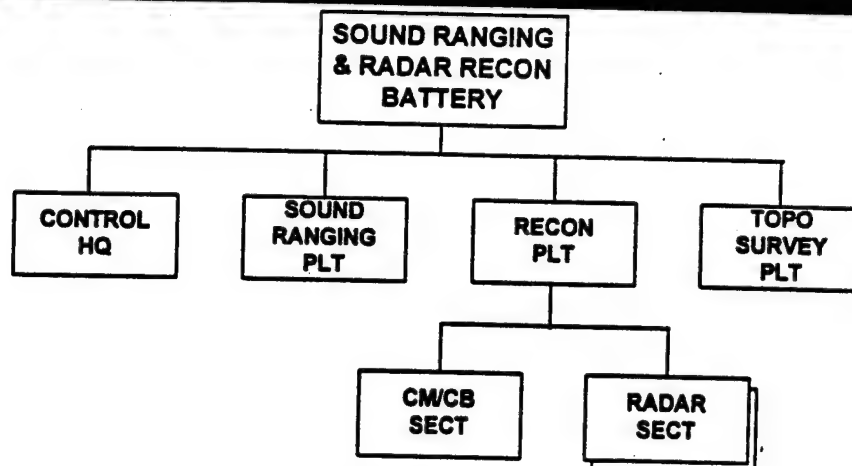 SOUND RANGING
& RADAR RECON
BATTERY
CONTROL
HQ
SOUND
RANGING
PLT
RECON
PLT
TOPO
SURVEY
PLT
CM/CB
SECT
RADAR
SECT